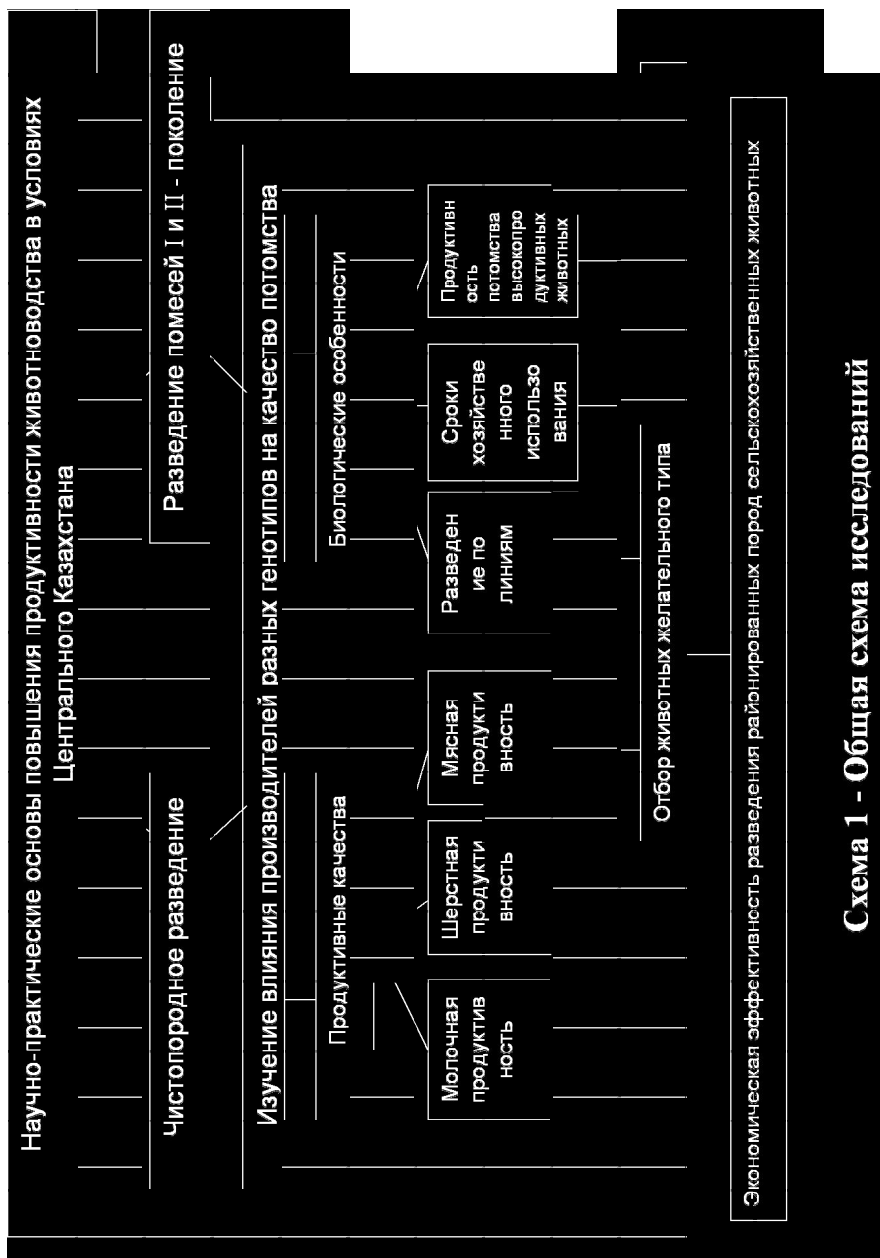 Научно-практические основы повышения продуктивности животноводства в условиях
Центрального Казахстана
Чистопородное разведение
Разведение помесей I и II - поколение
Изучение влияния производителей разных генотипов на качество потомства
Продуктивные качества
Биологические особенности
Молочная
продуктив
ность
Шерстная
продукти
вность
Мясная
продукти
вность
Разведен
ие по
линиям
Сроки
хозяйстве
нного
использо
вания
Продуктивн
ость
потомства
высокопро
дуктивных
животных
Отбор животных желательного типа
Экономическая эффективность разведения районированных пород сельскохозяйственных животных
Схема 1 - Общая схема исследований